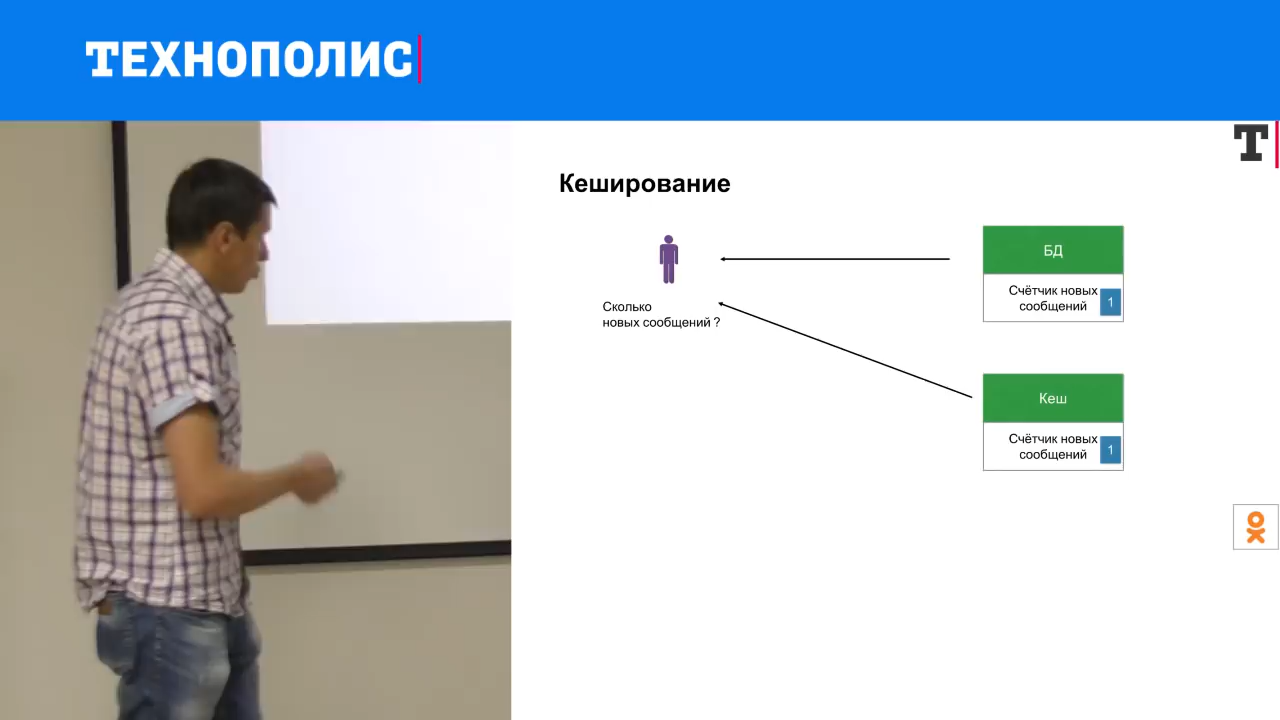 ТЕХНОПОЛИС
Т
Кеширование
Сколько
новых сообщений ?
БД
Счётчик новых
сообщений
1
Кеш
Счётчик новых
сообщений
1